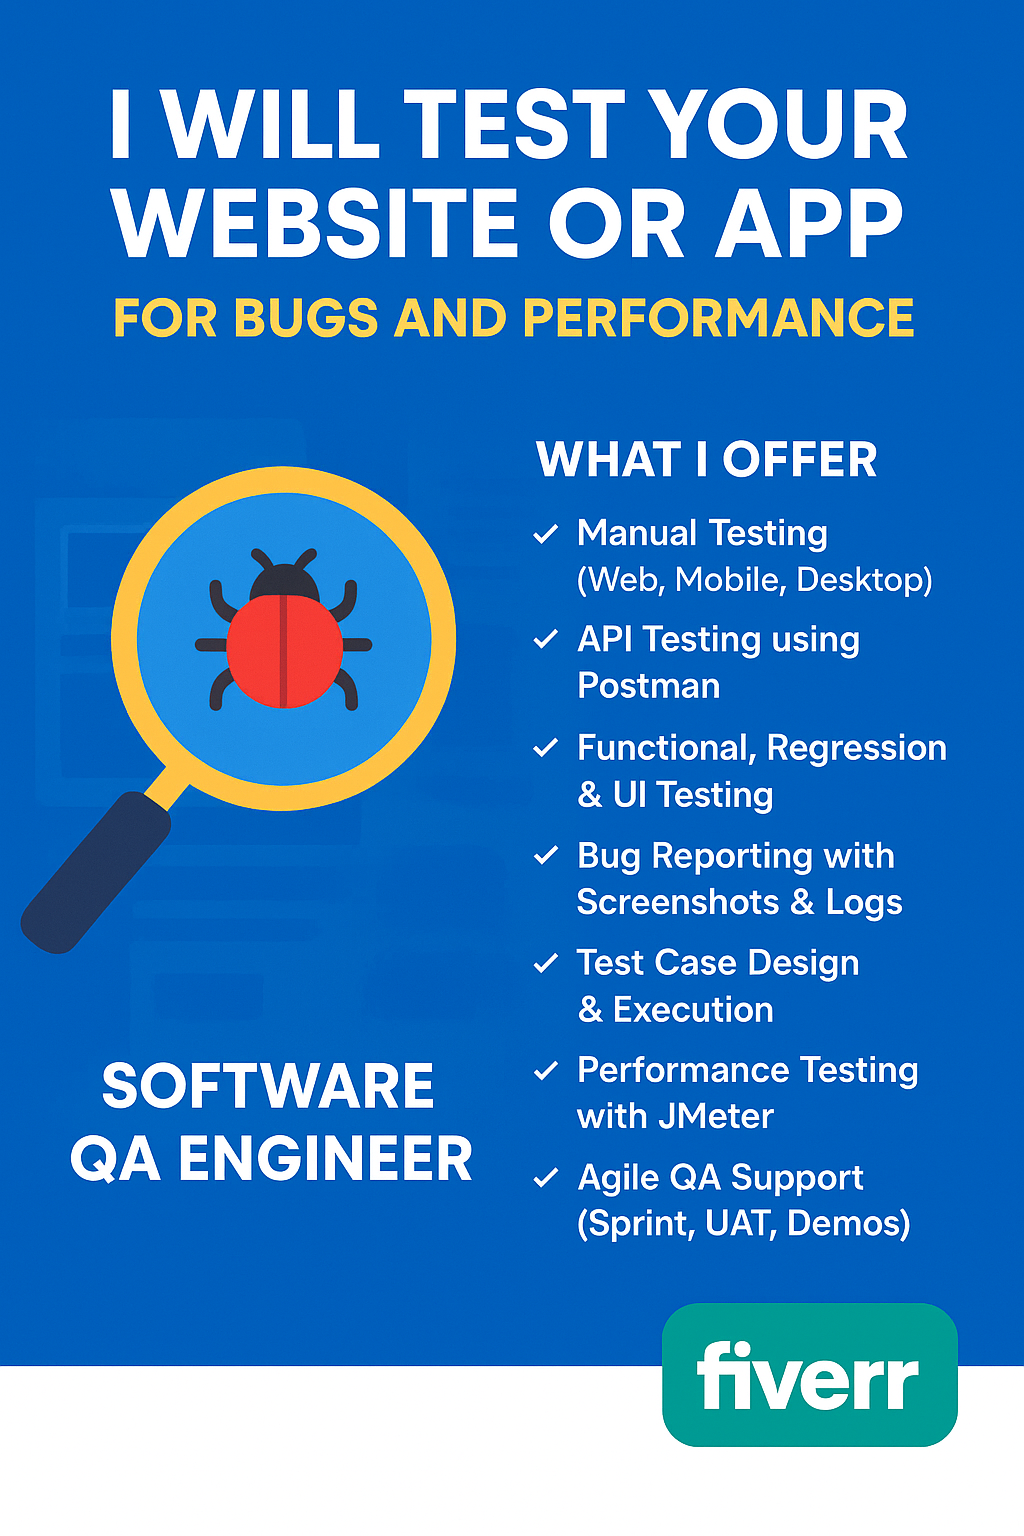 I WILL TEST YOUR
WEBSITE OR APP
FOR BUGS AND PERFORMANCE
WHAT I OFFER
✓ Manual Testing
(Web, Mobile, Desktop)
✓ API Testing using
Postman
✓ Functional, Regression
& UI Testing
✓ Bug Reporting with
Screenshots & Logs
✓ Test Case Design
& Execution
✓ Performance Testing
with JMeter
✓ Agile QA Support
(Sprint, UAT, Demos)
SOFTWARE
QA ENGINEER
fiverr